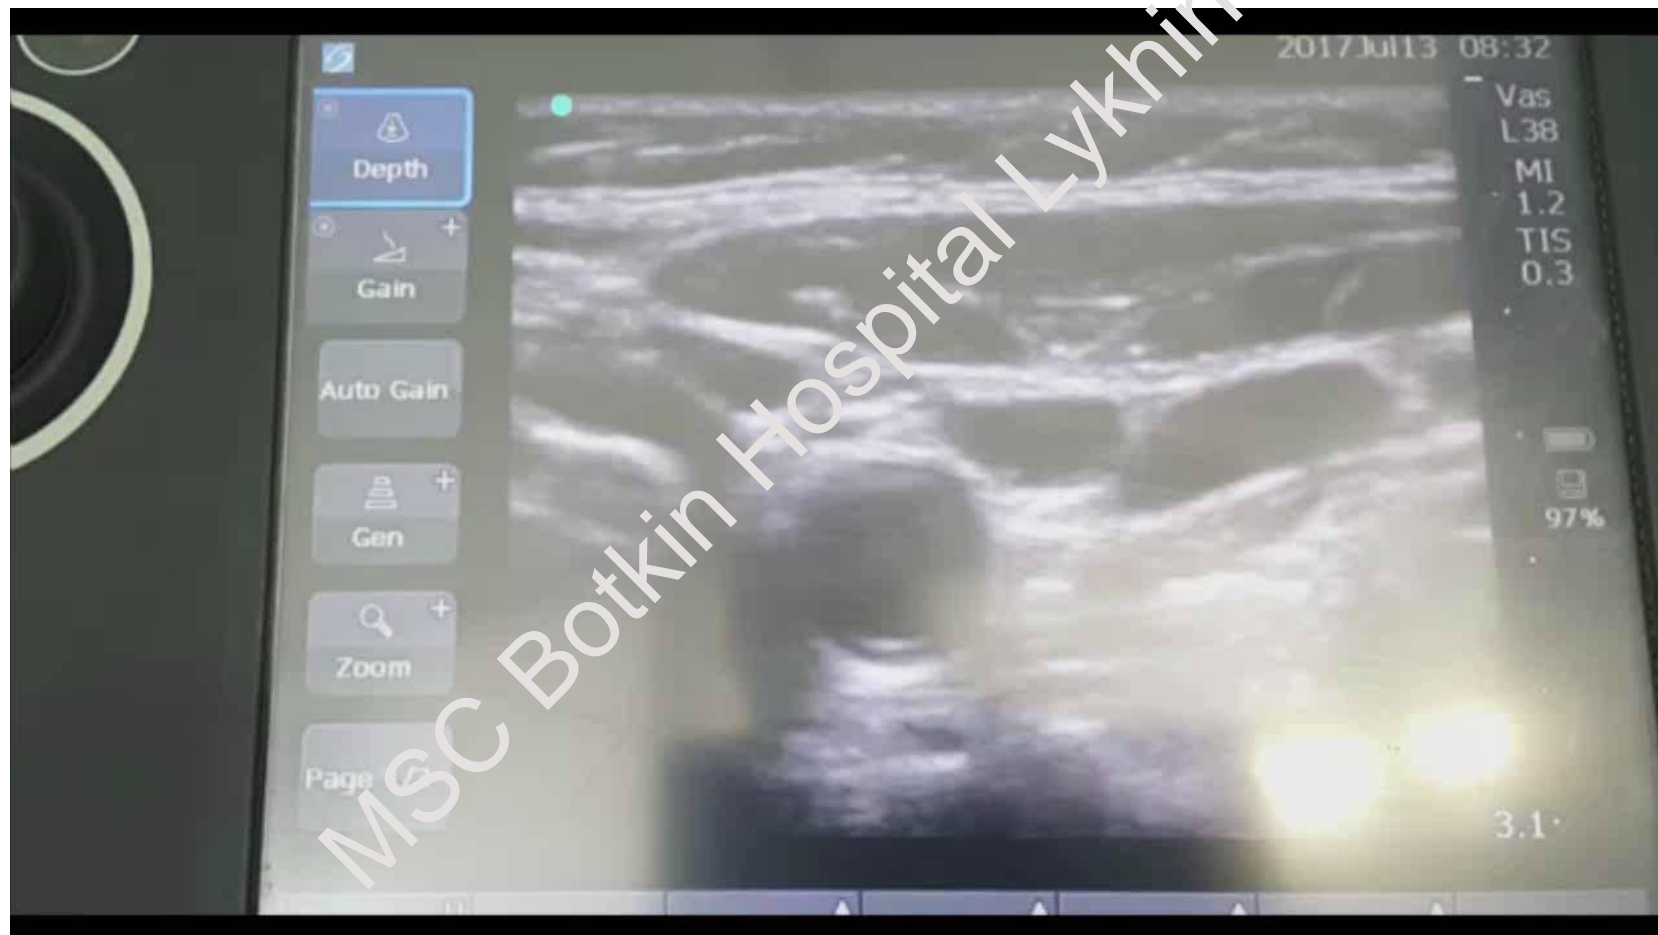 2017Jul13 08:32
Depth
Gain
Auto Gain
Gen
Zoom
Page
Vas
L38
MI
1.2
TIS
0.3
97%
3.1
MSC Botkin Hospital Lykhin